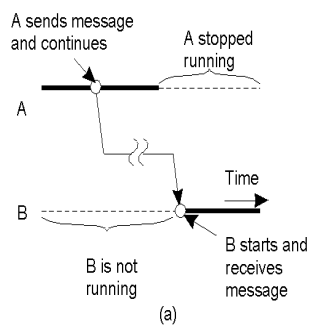 A sends message
and continues
A stopped
running
A
Time
B
B is not
running
B starts and
receives
message
(a)